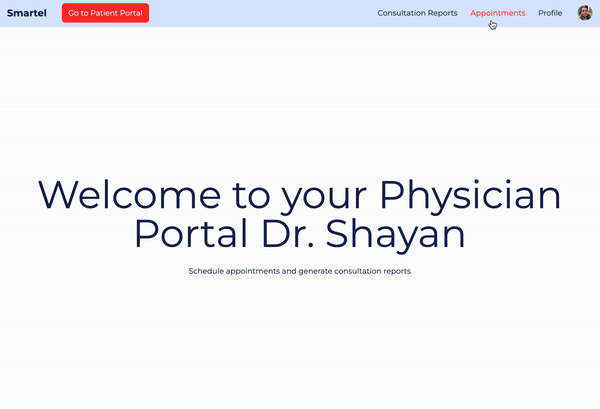 Smartel
Go to Patient Portal
Consultation Reports
Appointments
Profile
Welcome to your Physician
Portal Dr. Shayan
Schedule appointments and generate consultation reports